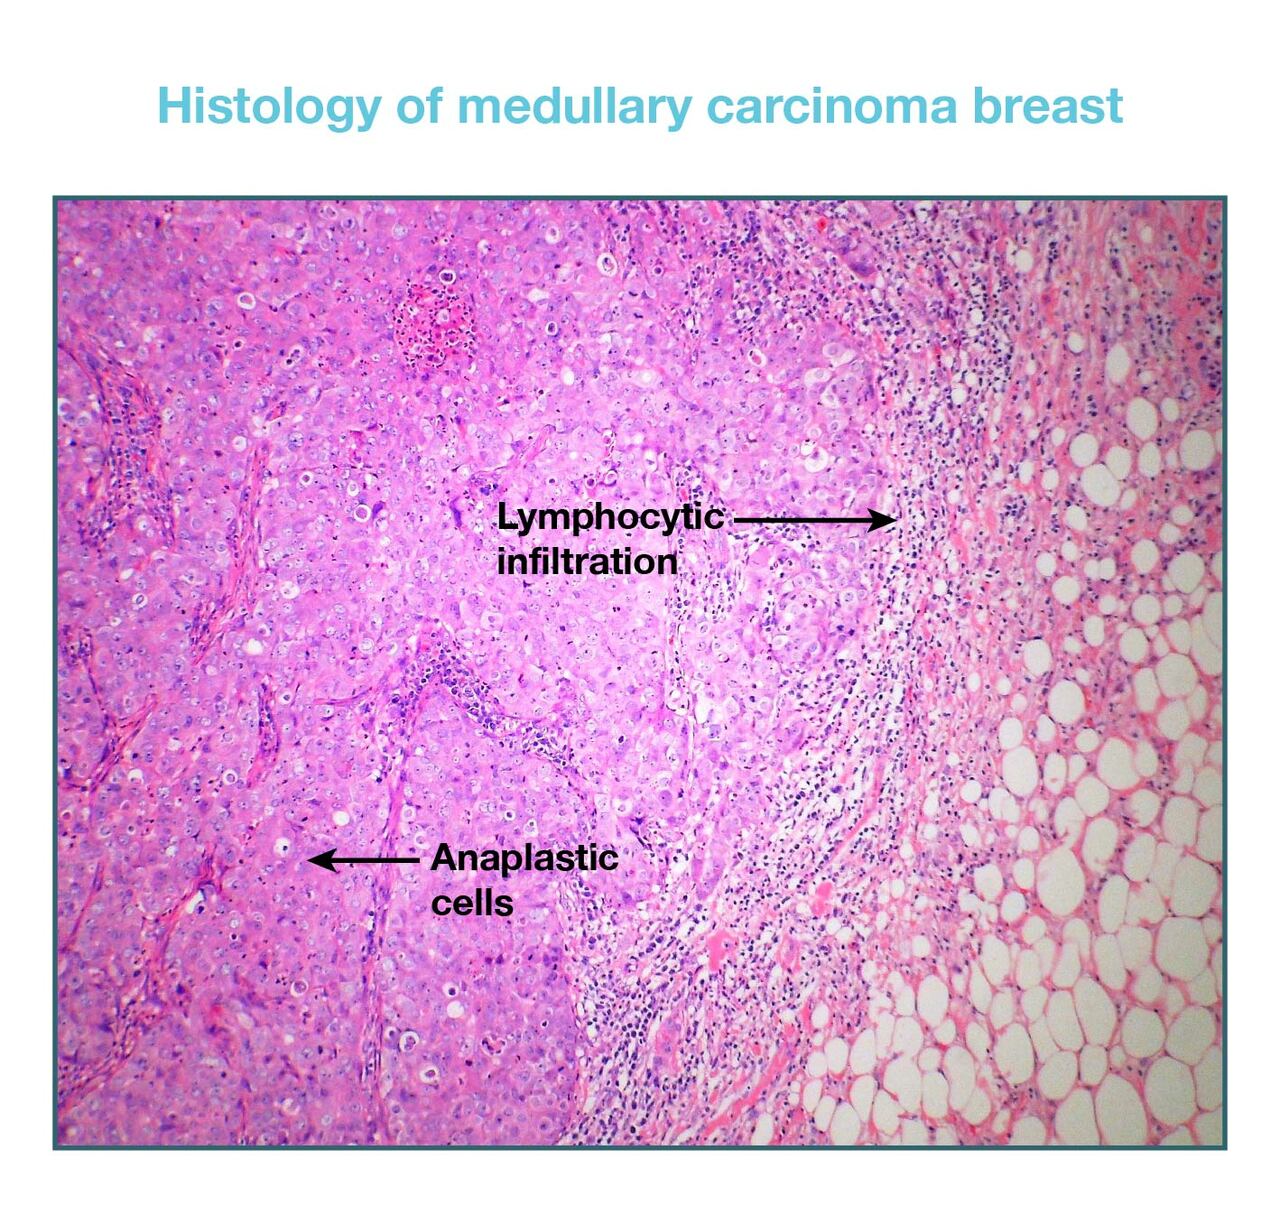 Histology of medullary carcinoma breast
Lymphocytic
infiltration
Anaplastic
cells